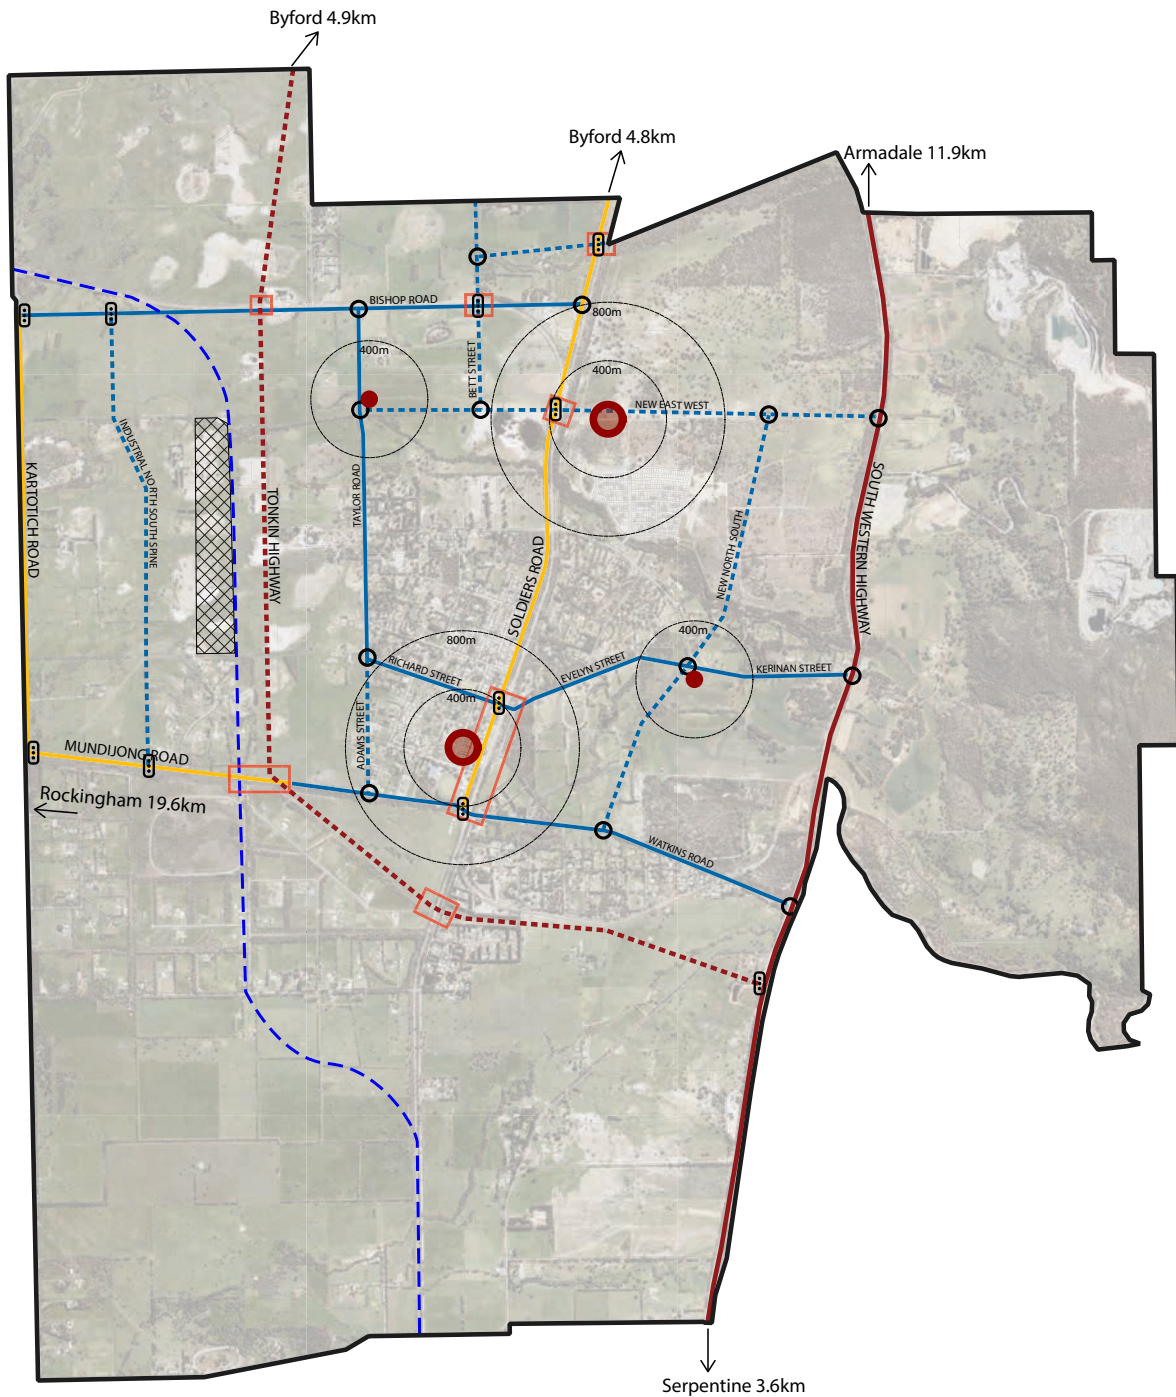 Byford 4.9km
Byford 4.8km
Armadale 11.9km
BISHOP ROAD
800m
400m
BETT STREET
400m
NEW EAST WEST
INDUSTRIAL NORTH SOUTH SPINE
KARTOTICH ROAD
TONKIN HIGHWAY
TAYLOR ROAD
SOUTH WESTERN HIGHWAY
NEW NORTH SOUTH
SOLDIERS ROAD
400m
800m
RICHARD STREET
EVELYN STREET
KERINAN STREET
400m
ADAMS STREET
MUNDIJONG ROAD
Rockingham 19.6km
WATKINS ROAD
Serpentine 3.6km